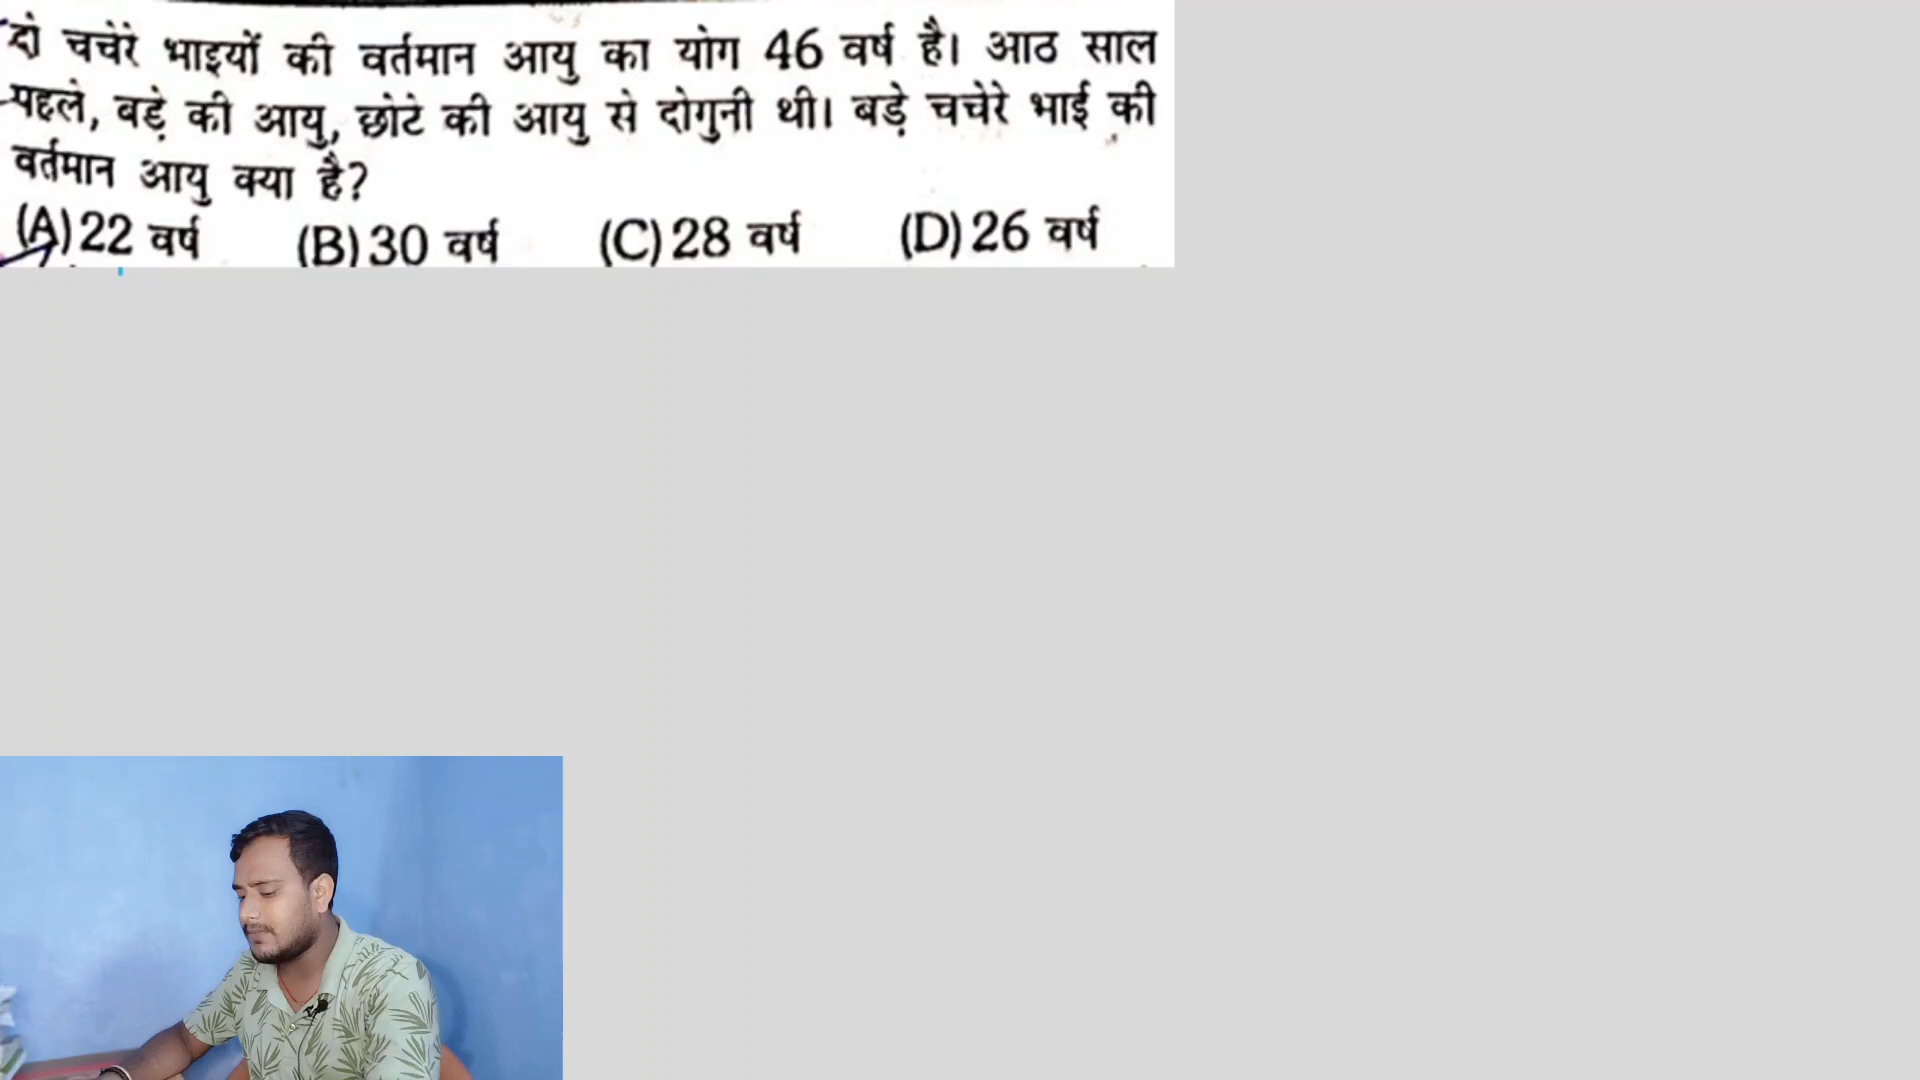 दो चचेरे भाइयों की वर्तमान आयु का योग 46 वर्ष है। आठ साल
पहले, बड़े की आयु, छोटे की आयु से दोगुनी थी। बड़े चचेरे भाई की
वर्तमान आयु क्या है?
(A) 22 वर्ष (B) 30 वर्ष (C) 28 वर्ष (D) 26 वर्ष